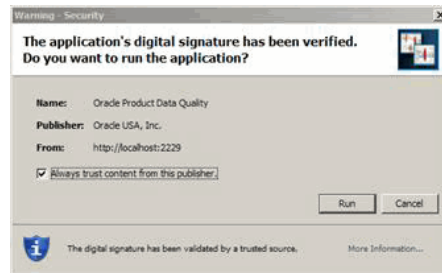 Warning - Security
The application's digital signature has been verified.
Do you want to run the application?
Name: Oracle Product Data Quality
Publisher: Oracle USA, Inc.
From: http://localhost:2229
Always trust content from this publisher.
Run Cancel
The digital signature has been validated by a trusted source. More Information...